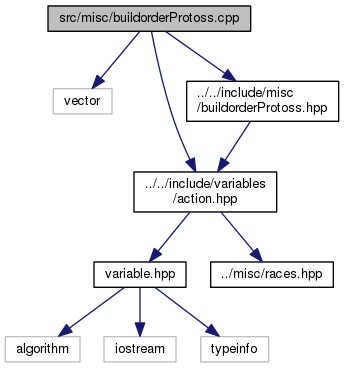 src/misc/buildorderProtoss.cpp
vector
../../include/misc
/buildorderProtoss.hpp
../../include/variables
/action.hpp
variable.hpp
../misc/races.hpp
algorithm
iostream
typeinfo